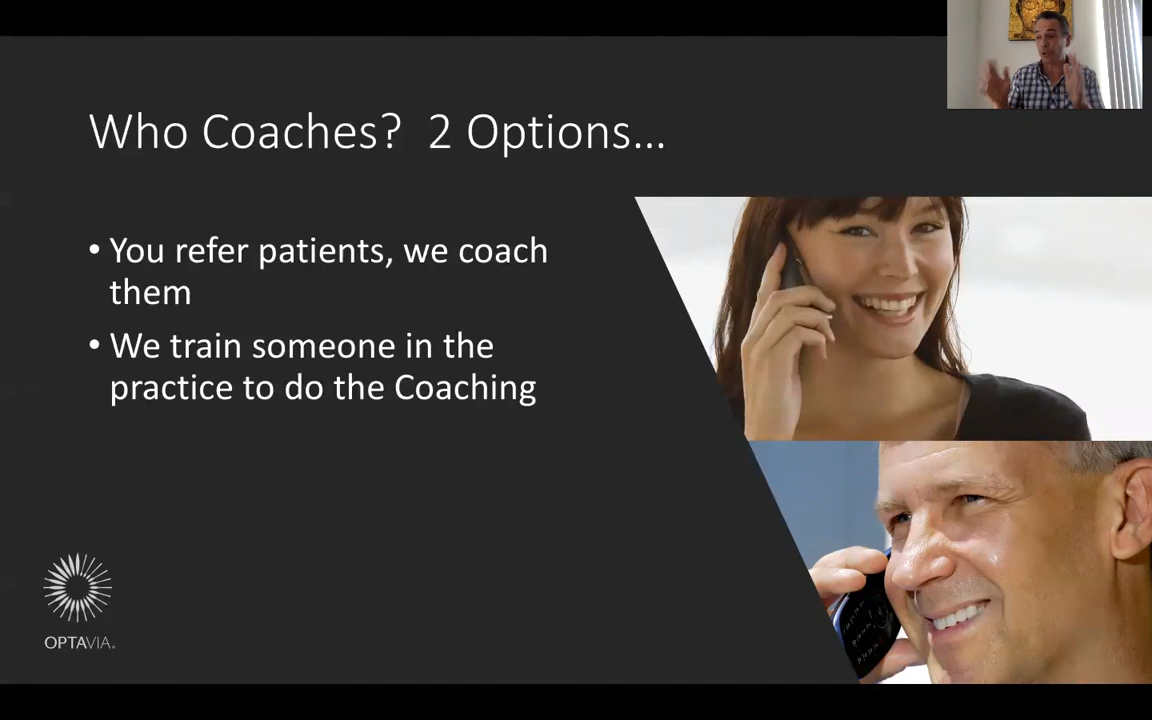 Who Coaches? 2 Options...
• You refer patients, we coach
them
• We train someone in the
practice to do the Coaching
OPTAVIA®